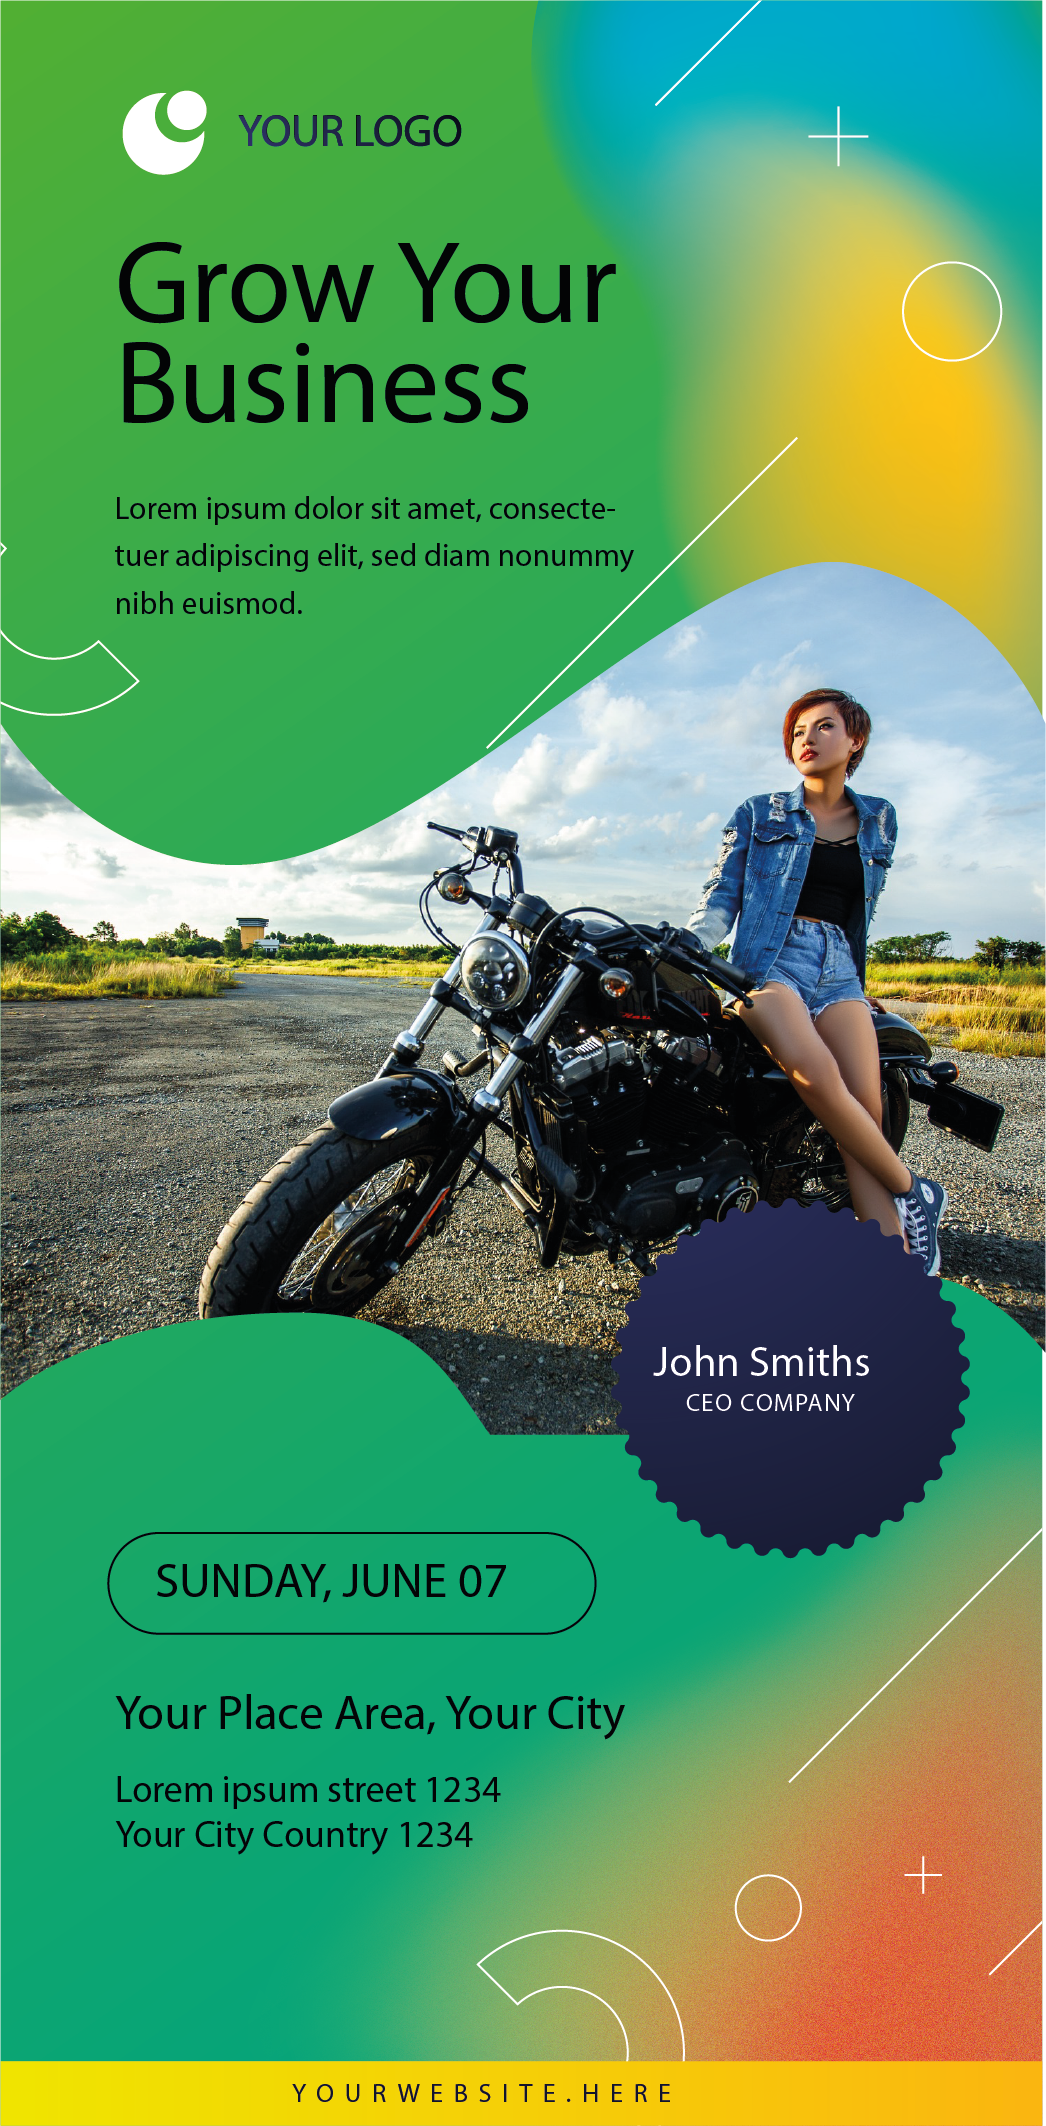 YOUR LOGO
Grow Your
Business
Lorem ipsum dolor sit amet, consecte-
tuer adipiscing elit, sed diam nonummy
nibh euismod.
John Smiths
CEO COMPANY
SUNDAY, JUNE 07
Your Place Area, Your City
Lorem ipsum street 1234
Your City Country 1234
YOURWEBSITE.HERE